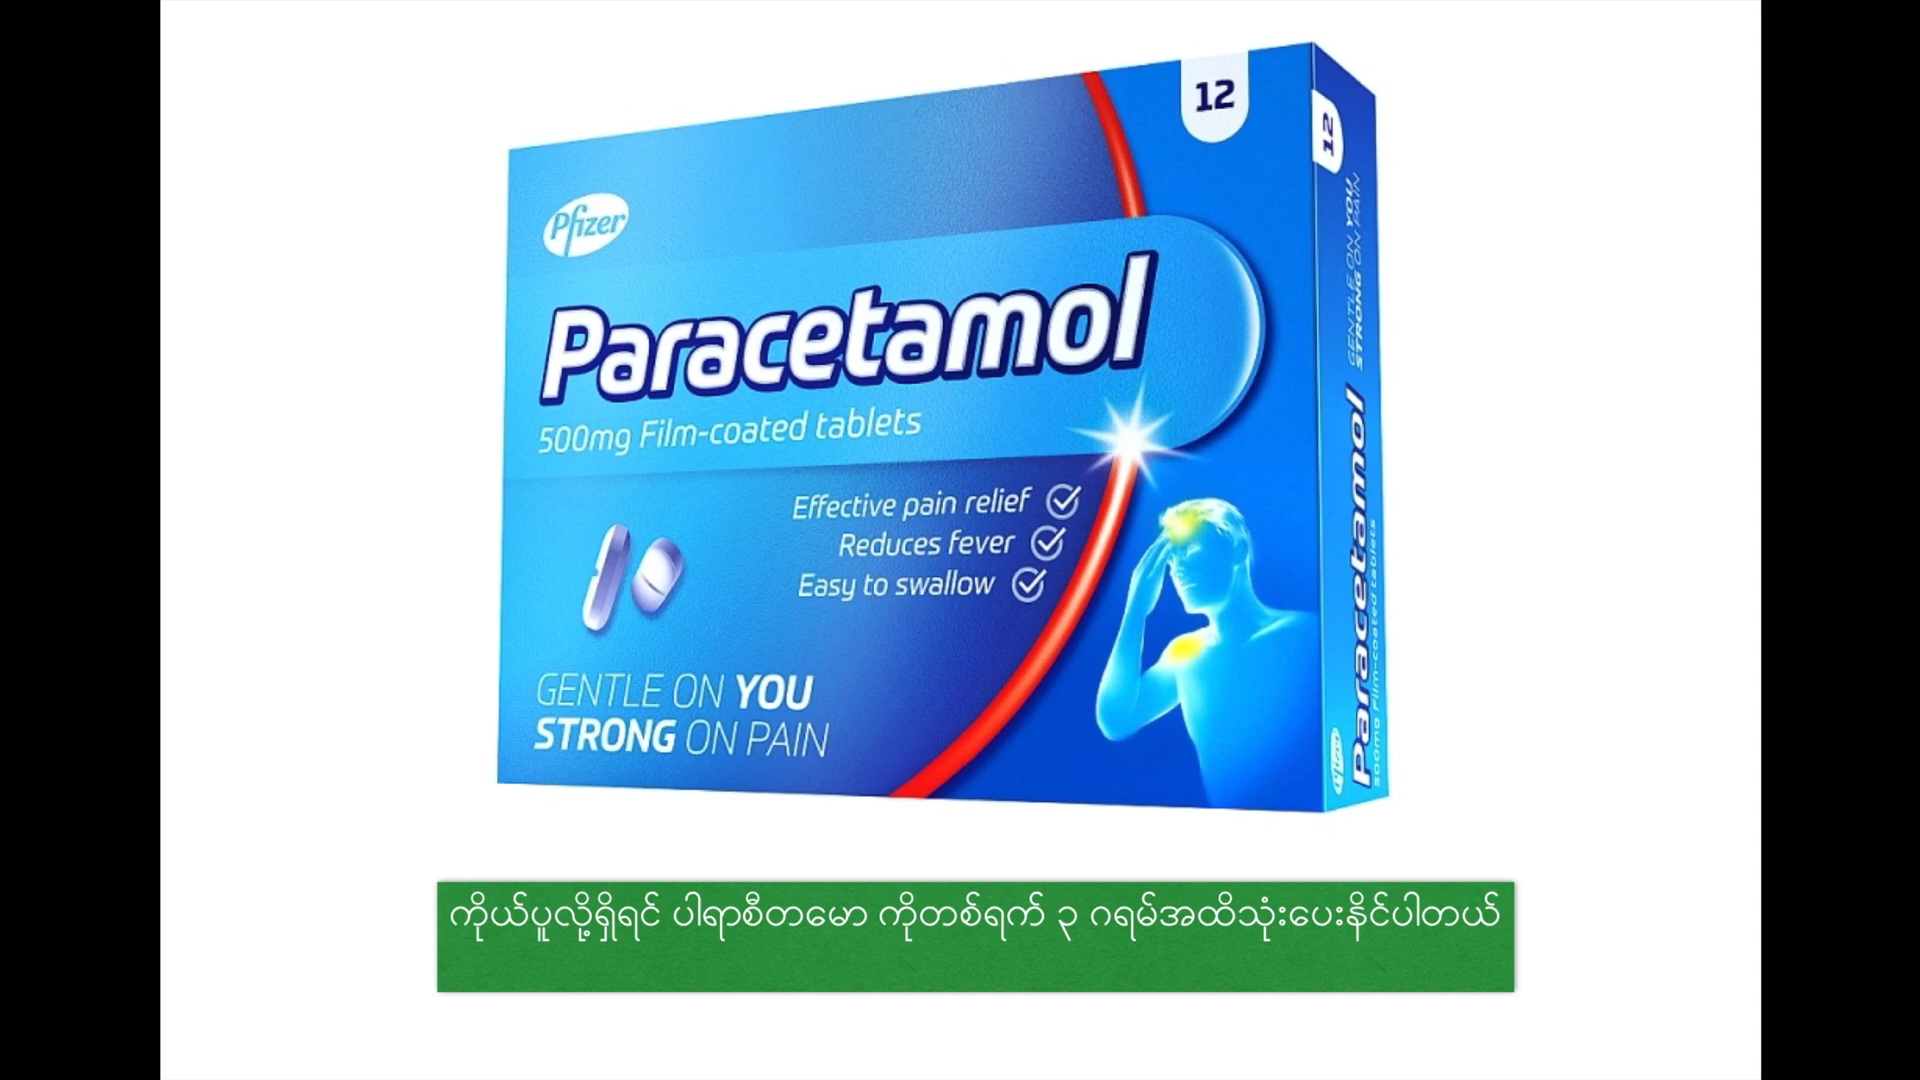 12
12
Pfizer
Paracetamol
500mg Film-coated tablets
Effective pain relief
Reduces fever
Easy to swallow
GENTLE ON YOU
STRONG ON PAIN
GENTLE ON YOU
STRONG ON PAIN
Paracetamol
500mg Film-coated tablets
Pfizer
ကိုယ်ပူလို့ရှိရင် ပါရာစီတမော ကိုတစ်ရက် ၃ ဂရမ်အထိသုံးပေးနိုင်ပါတယ်